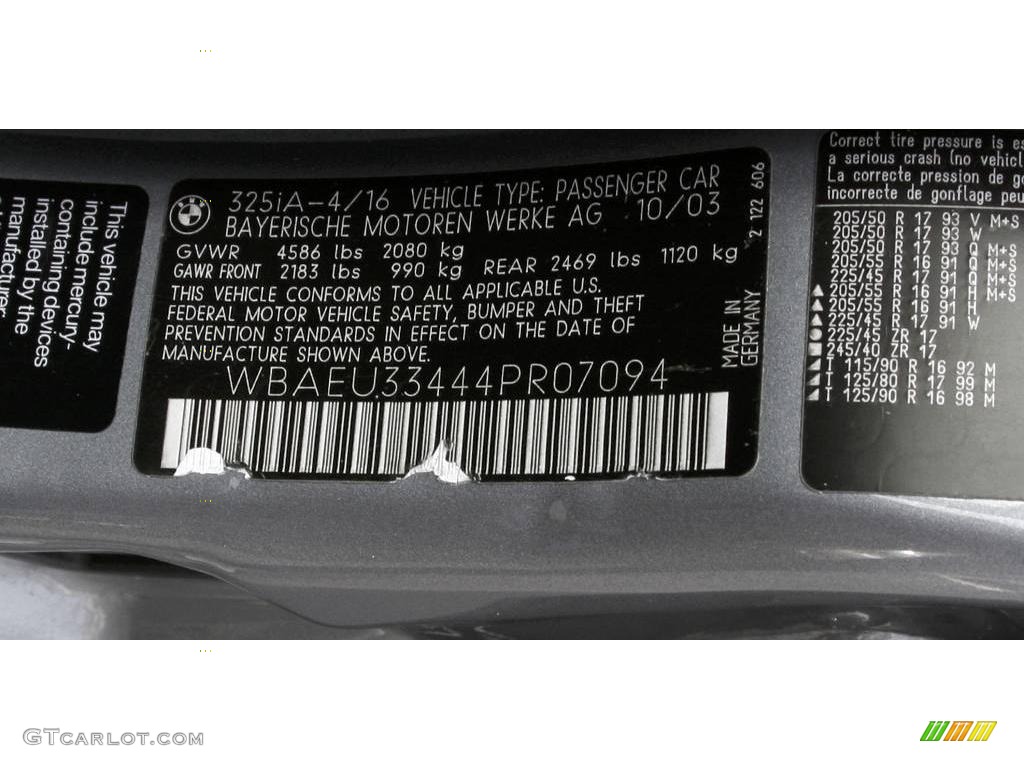 This vehicle may
include mercury-
containing devices
installed by the
manufacturer
325iA-4/16 VEHICLE TYPE: PASSENGER CAR
BAYERISCHE MOTOREN WERKE AG 10/03
GVWR 4586 lbs 2080 kg
GAWR FRONT 2183 lbs 990 kg REAR 2469 lbs 1120 kg
THIS VEHICLE CONFORMS TO ALL APPLICABLE U.S.
FEDERAL MOTOR VEHICLE SAFETY, BUMPER AND THEFT
PREVENTION STANDARDS IN EFFECT ON THE DATE OF
MANUFACTURE SHOWN ABOVE.
WBAEU33444PR07094
MADE IN
GERMANY
2 122 606
Correct tire pressure is es
a serious crash (no vehicl
La correcte pression de go
incorrecte de gonflage peu
205/50 R 17 93 V M+S
205/50 R 17 93 W
205/50 R 17 93 Q M+S
205/55 R 16 91 Q M+S
225/45 R 17 91 Q M+S
205/55 R 16 91 H M+S
205/55 R 16 91 H
225/45 R 17 91 W
225/45 ZR 17
245/40 ZR 17
T 115/90 R 16 92 M
T 125/80 R 17 99 M
T 125/90 R 16 98 M
GTCARLOT.COM